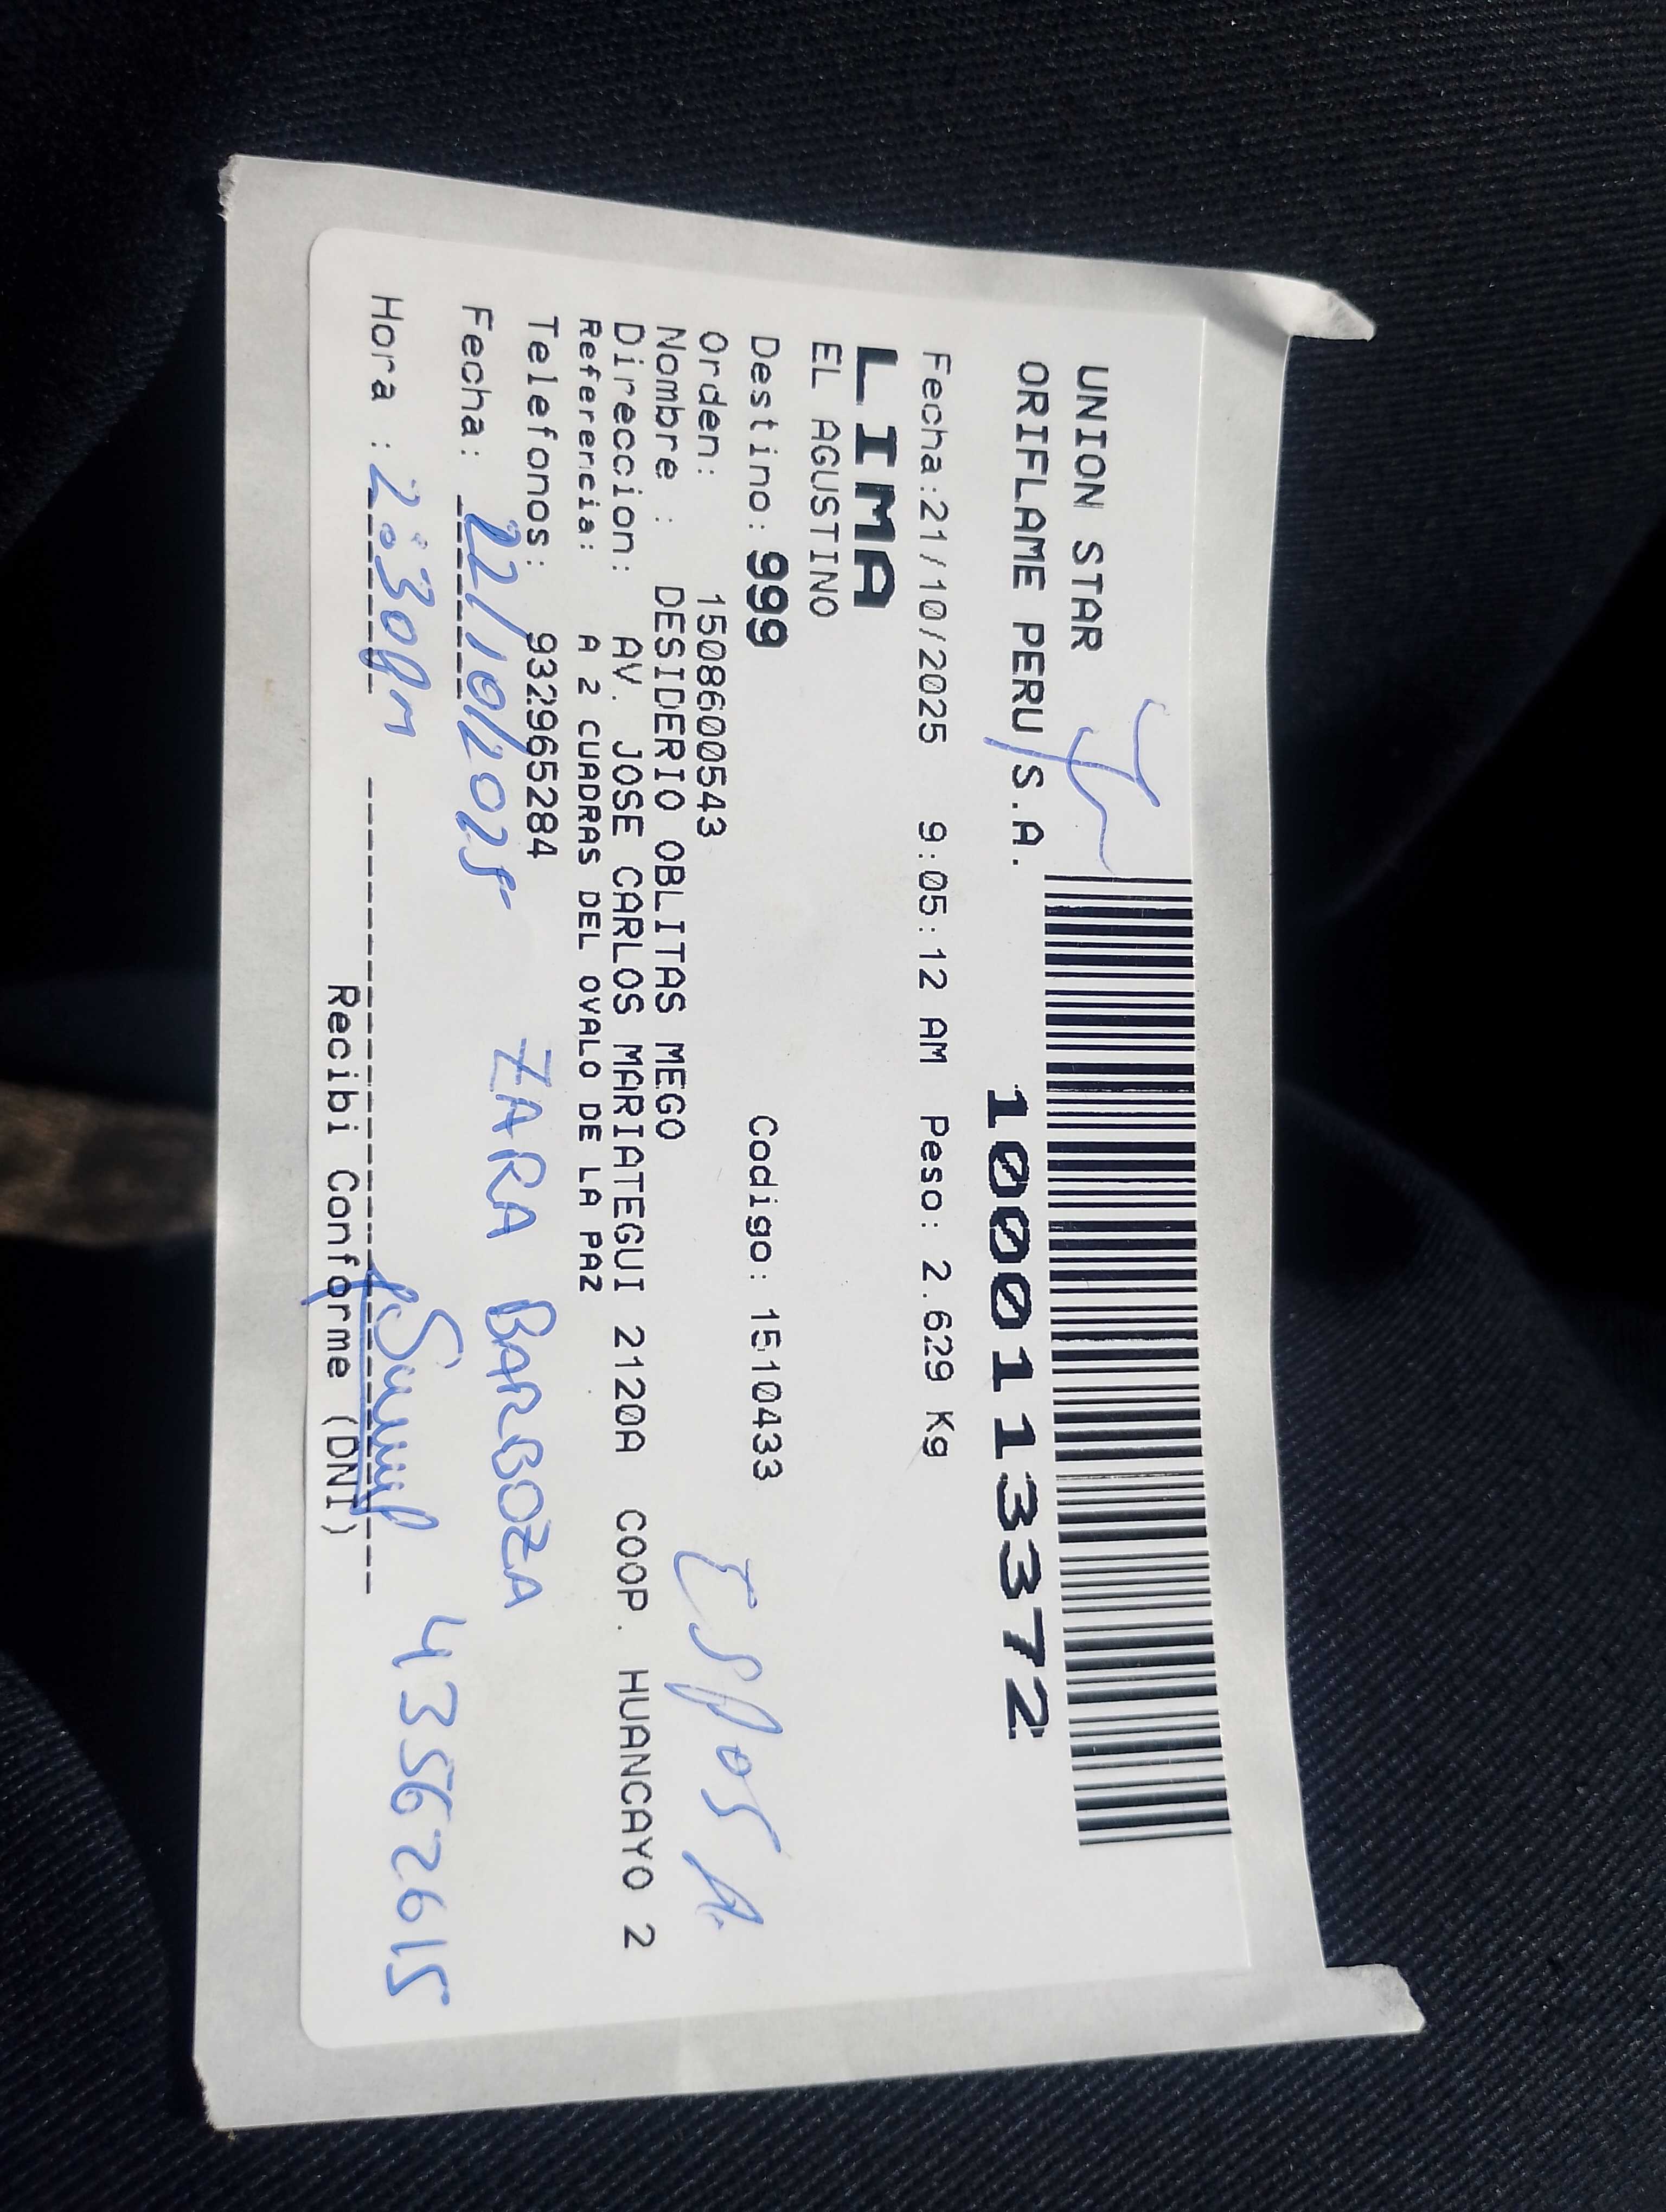 UNION STAR
ORIFLAME PERU S.A.
1000113372
Fecha:21/10/2025 9:05:12 AM Peso: 2.629 Kg
LIMA
EL AGUSTINO
Destino: 999 Codigo: 1510433
Orden: 1508600543
ESPOSA
Nombre : DESIDERIO OBLITAS MEGO
Direccion: AV. JOSE CARLOS MARIATEGUI 2120A COOP. HUANCAYO 2
Referencia: A 2 CUADRAS DEL OVALO DE LA PAZ
Telefonos: 932965284
Fecha: 22/10/2025 ZARA BARBOZA
Hora : 2:30pm 43562615
Recibi Conforme (DNI)